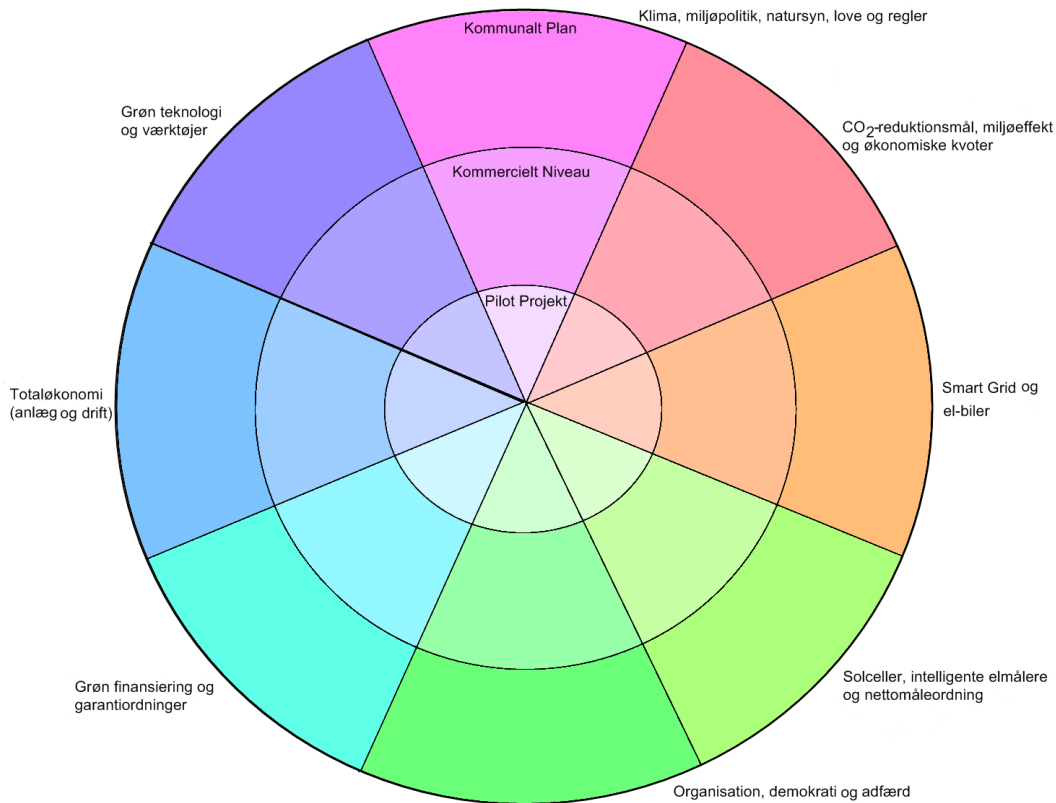 Klima, miljøpolitik, natursyn, love og regler
Kommunalt Plan
Grøn teknologi
og værktøjer
CO2-reduktionsmål, miljøeffekt
og økonomiske kvoter
Kommercielt Niveau
Pilot Projekt
Totaløkonomi
(anlæg og drift)
Smart Grid og
el-biler
Grøn finansiering og
garantiordninger
Solceller, intelligente elmålere
og nettomåleordning
Organisation, demokrati og adfærd